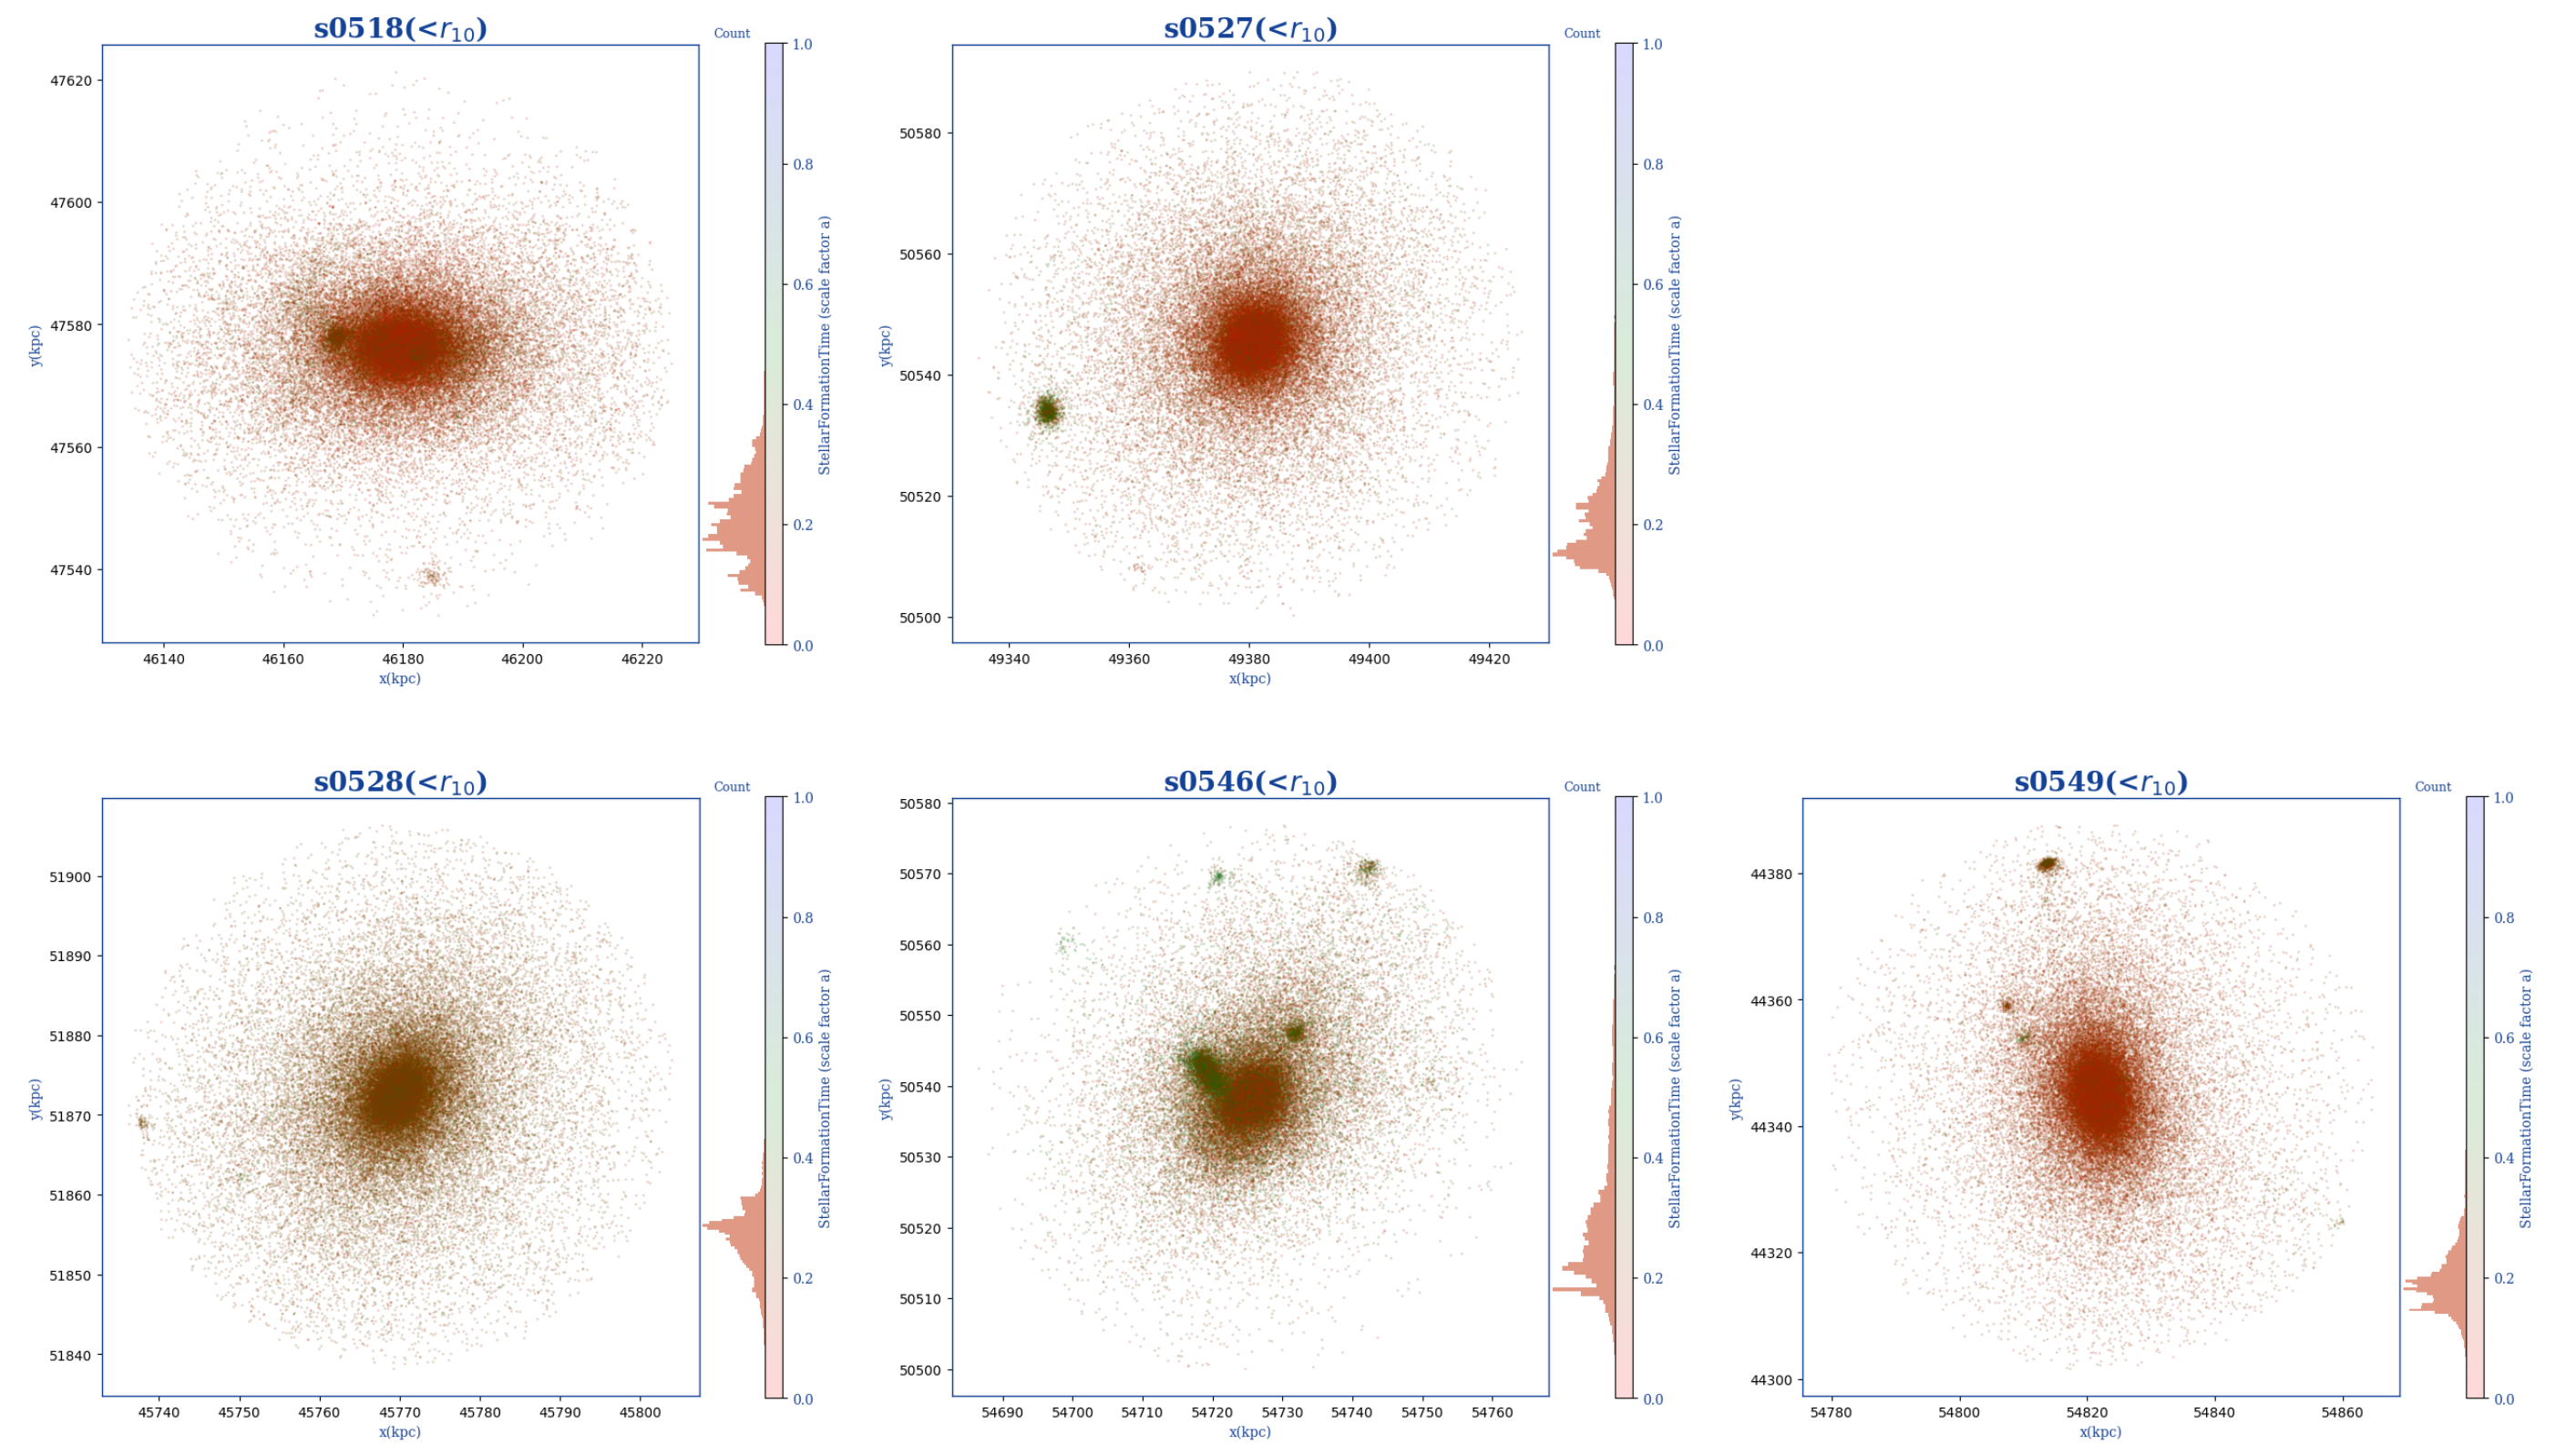 s0518(<r10)
Count
47620
47600
47580
47560
47540
y(kpc)
46140 46160 46180 46200 46220
x(kpc)
1.0
0.8
0.6
0.4
0.2
0.0
StellarFormationTime (scale factor a)
s0527(<r10)
Count
50580
50560
50540
50520
50500
y(kpc)
49340 49360 49380 49400 49420
x(kpc)
1.0
0.8
0.6
0.4
0.2
0.0
StellarFormationTime (scale factor a)
s0528(<r10)
Count
51900
51890
51880
51870
51860
51850
51840
y(kpc)
45740 45750 45760 45770 45780 45790 45800
x(kpc)
1.0
0.8
0.6
0.4
0.2
0.0
StellarFormationTime (scale factor a)
s0546(<r10)
Count
50580
50570
50560
50550
50540
50530
50520
50510
50500
y(kpc)
54690 54700 54710 54720 54730 54740 54750 54760
x(kpc)
1.0
0.8
0.6
0.4
0.2
0.0
StellarFormationTime (scale factor a)
s0549(<r10)
Count
44380
44360
44340
44320
44300
y(kpc)
54780 54800 54820 54840 54860
x(kpc)
1.0
0.8
0.6
0.4
0.2
0.0
StellarFormationTime (scale factor a)